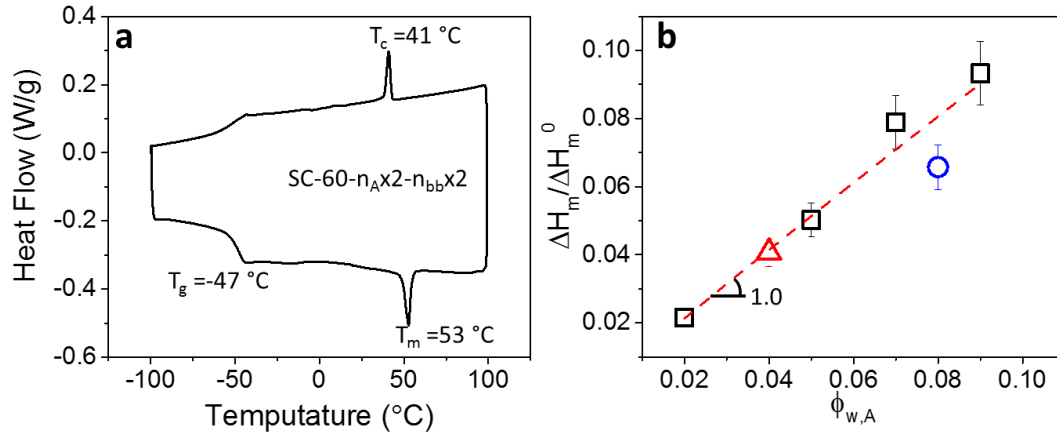 a
T_c =41 °C
SC-60-n_Ax2-n_bbx2
T_g =-47 °C
T_m =53 °C
Heat Flow (W/g)
0.4
0.2
0.0
-0.2
-0.4
-0.6
-100
-50
0
50
100
Temputature (°C)
b
1.0
ΔH_m/ΔH_m^0
0.10
0.08
0.06
0.04
0.02
0.02
0.04
0.06
0.08
0.10
ϕ_w,A